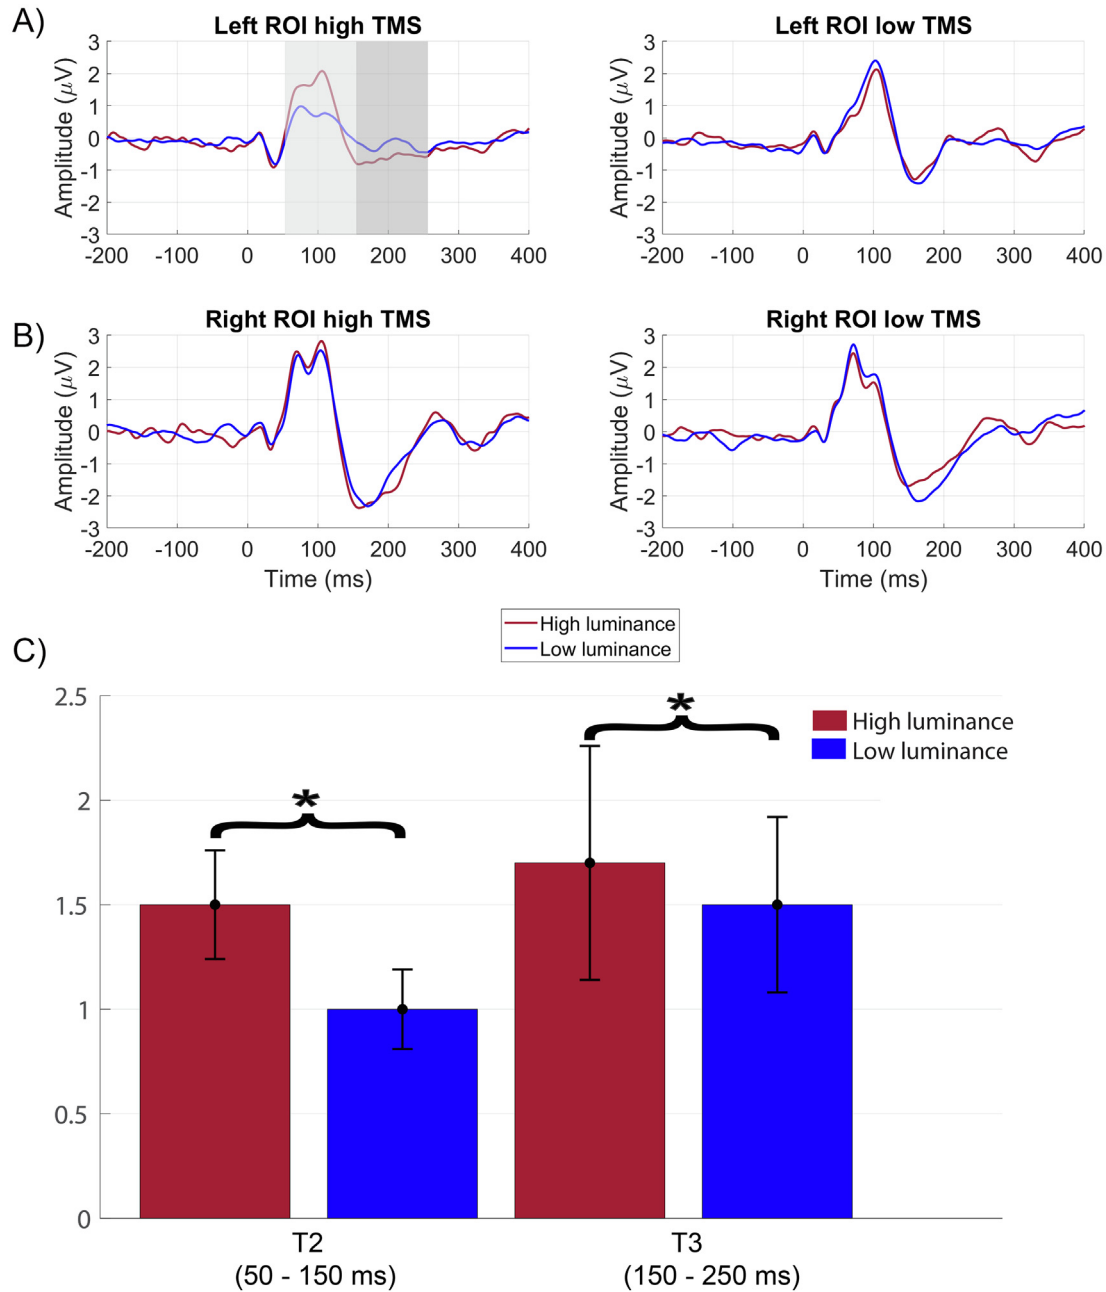 A)
Left ROI high TMS
Left ROI low TMS
Amplitude (μV)
3
2
1
0
-1
-2
-3
-200 -100 0 100 200 300 400
Amplitude (μV)
3
2
1
0
-1
2
-3
-200 -100 0 100 200 300 400
B)
Right ROI high TMS
Right ROI low TMS
Amplitude (μV)
3
2
1
0
-1
-2
-3
-200 -100 0 100 200 300 400
Time (ms)
Amplitude (μV)
3
2
1
0
-1
-2
-3
-200 -100 0 100 200 300 400
Time (ms)
High luminance
Low luminance
C)
2.5
2
1.5
1
0.5
0
*
*
High luminance
Low luminance
T2
(50 - 150 ms)
T3
(150 - 250 ms)